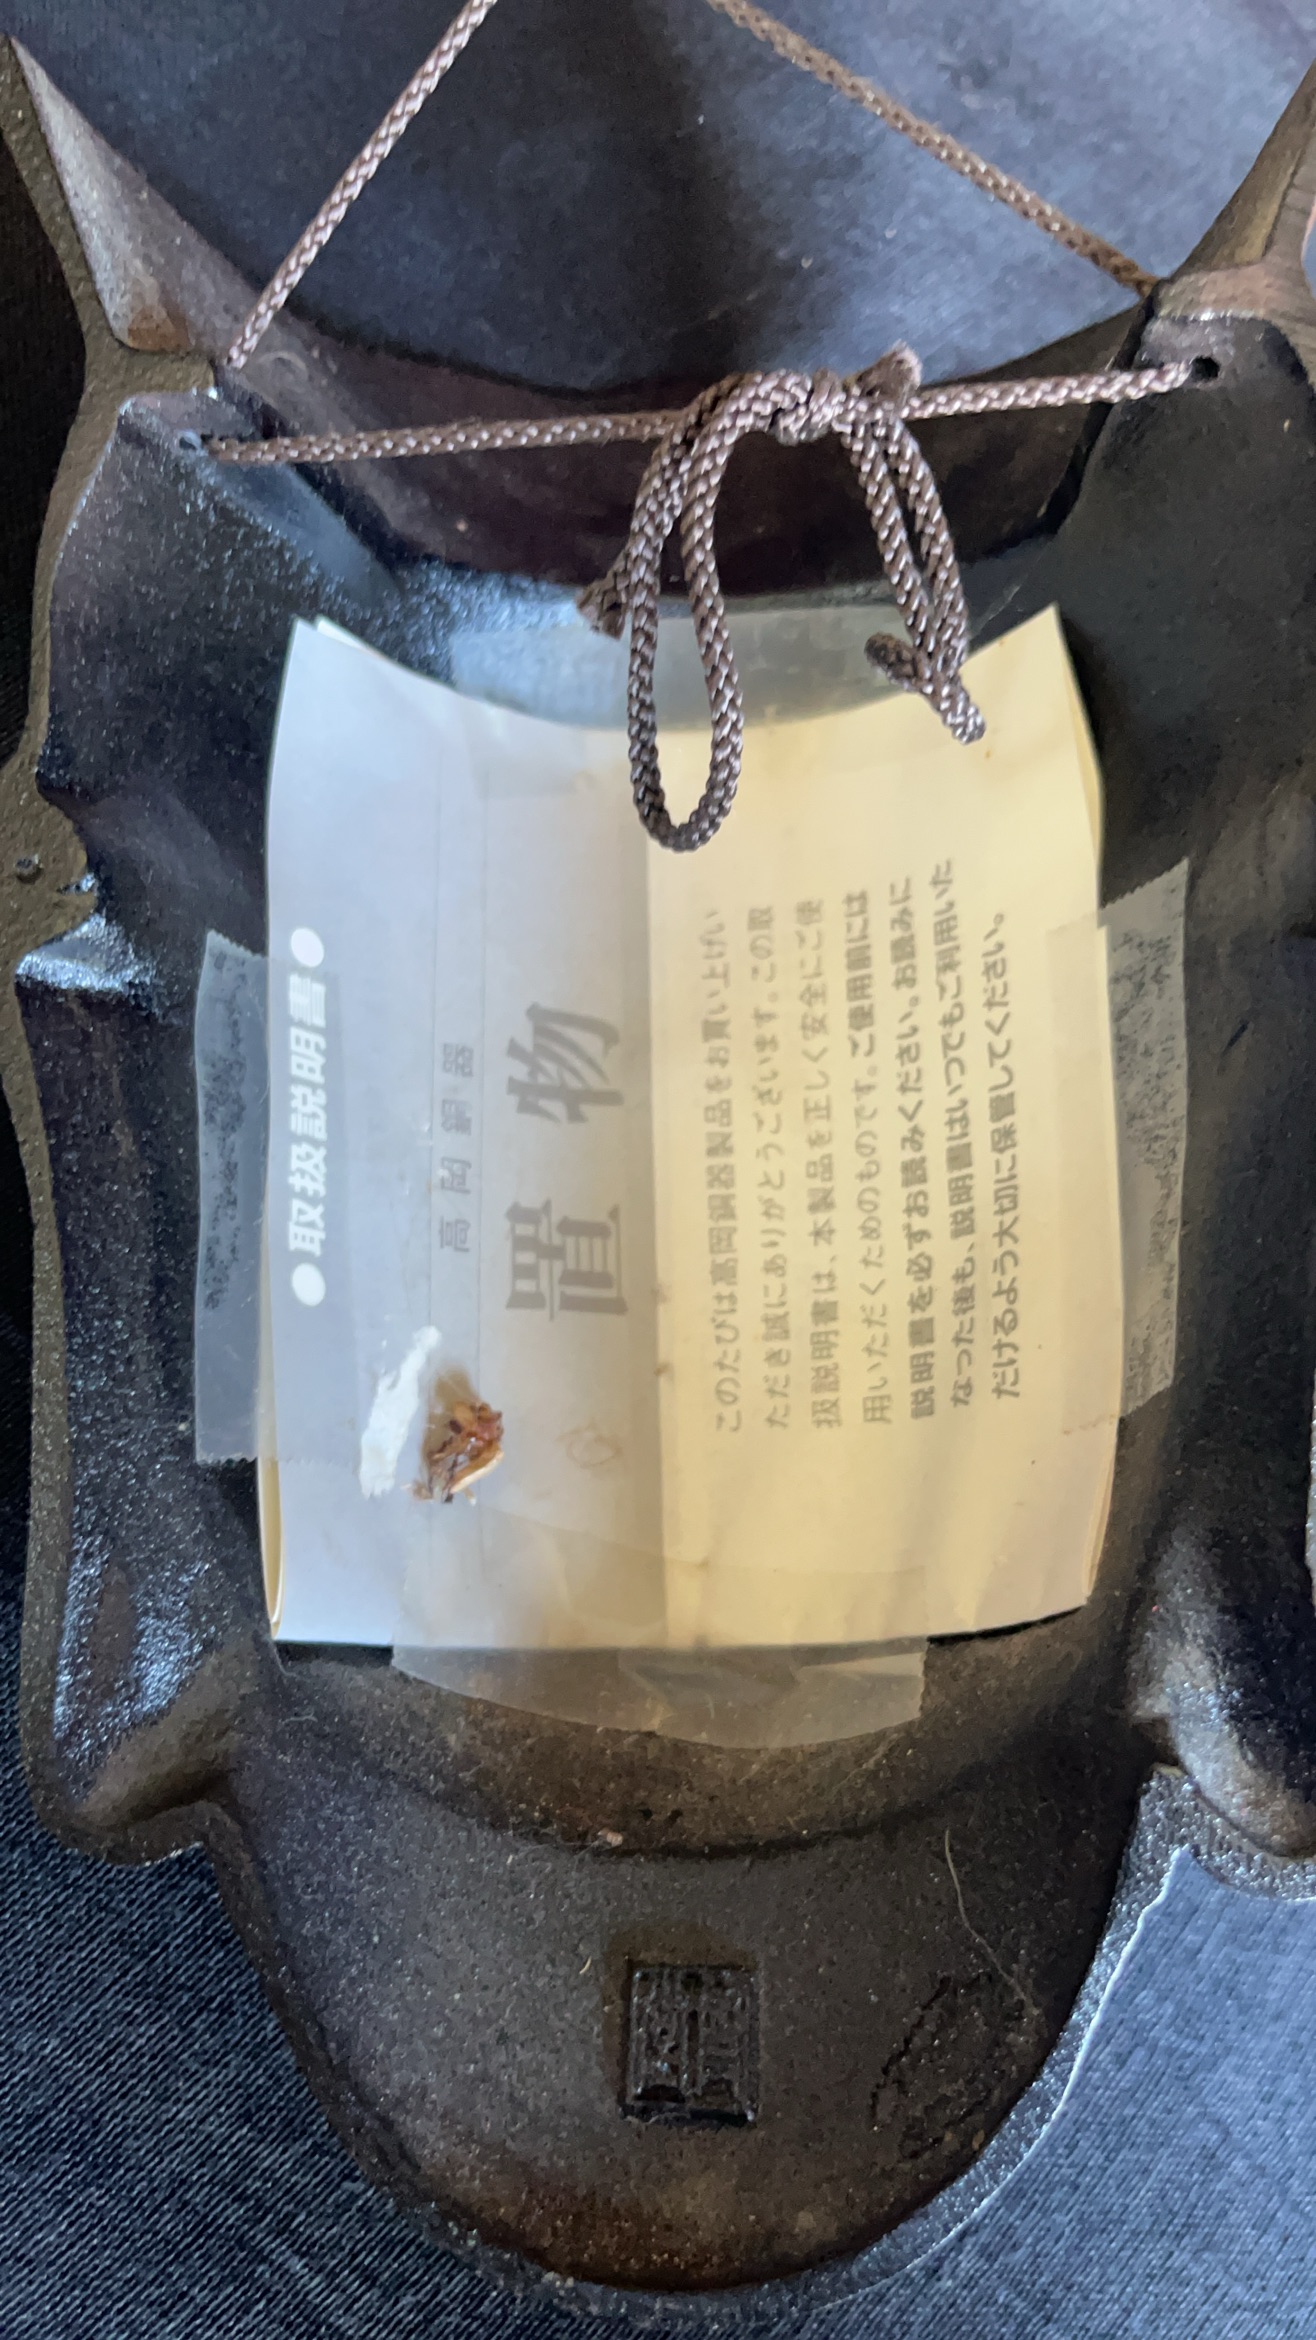 ●取扱説明書●
高岡銅器
置物
このたびは高岡銅器製品をお買い上げい
ただき誠にありがとうございます。この取
扱説明書は、本製品を正しく安全にご使
用いただくためのものです。ご使用前には
説明書を必ずお読みください。お読みに
なった後も、説明書はいつでもご利用いた
だけるよう大切に保管してください。